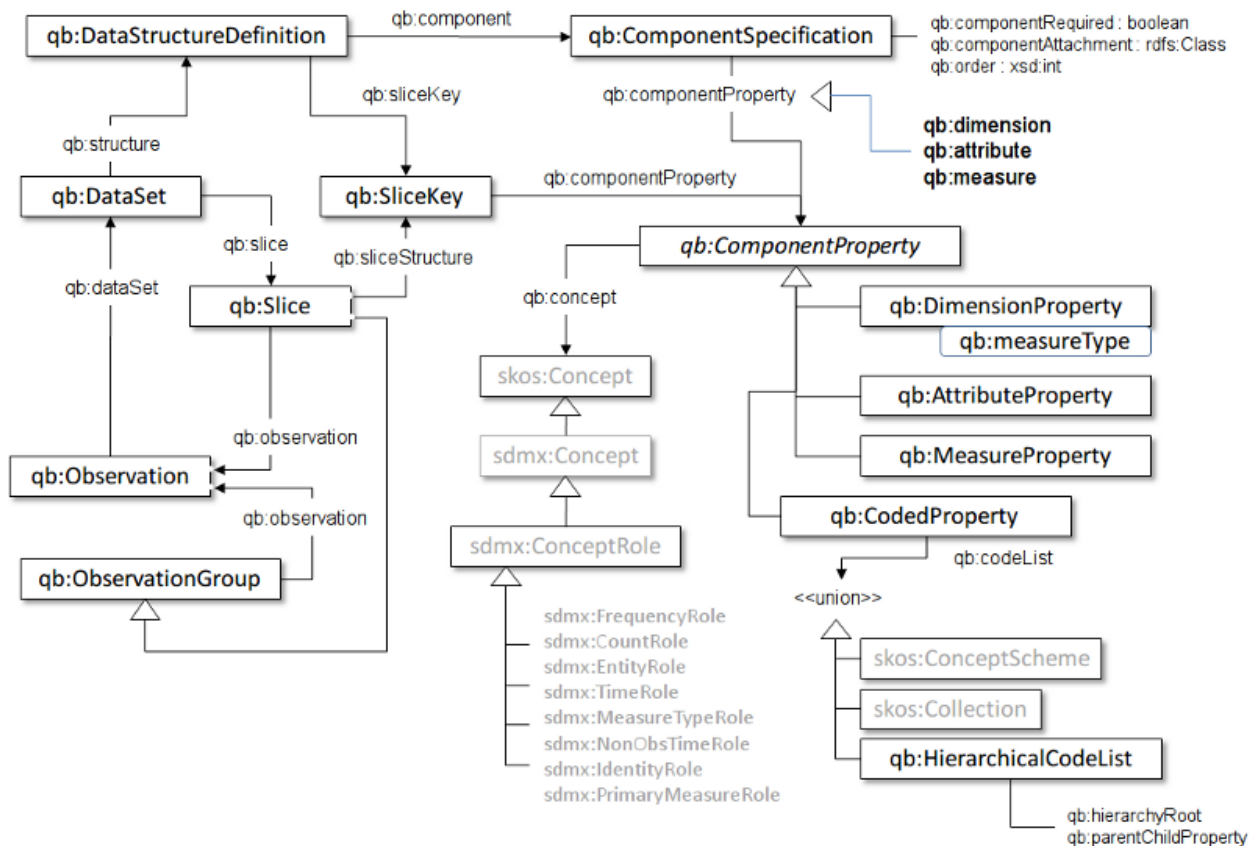 qb:component
qb:DataStructureDefinition
qb:ComponentSpecification
qb:componentRequired : boolean
qb:componentAttachment : rdfs:Class
qb:order : xsd:int
qb:sliceKey
qb:componentProperty
qb:dimension
qb:attribute
qb:measure
qb:structure
qb:DataSet
qb:SliceKey
qb:componentProperty
qb:slice
qb:sliceStructure
qb:ComponentProperty
qb:dataSet
qb:Slice
qb:concept
qb:DimensionProperty
qb:measureType
skos:Concept
qb:AttributeProperty
qb:observation
sdmx:Concept
qb:MeasureProperty
qb:Observation
qb:observation
qb:CodedProperty
sdmx:ConceptRole
qb:codeList
qb:ObservationGroup
<<union>>
sdmx:FrequencyRole
sdmx:CountRole
sdmx:EntityRole
sdmx:TimeRole
sdmx:MeasureTypeRole
sdmx:NonObsTimeRole
sdmx:IdentityRole
sdmx:PrimaryMeasureRole
skos:ConceptScheme
skos:Collection
qb:HierarchicalCodeList
qb:hierarchyRoot
qb:parentChildProperty